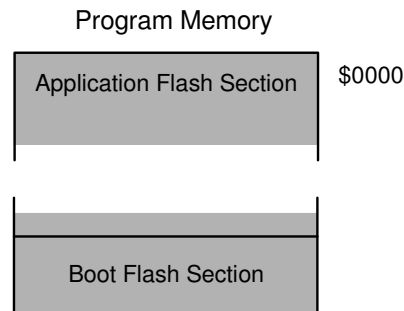 Program Memory
Application Flash Section
$0000
Boot Flash Section